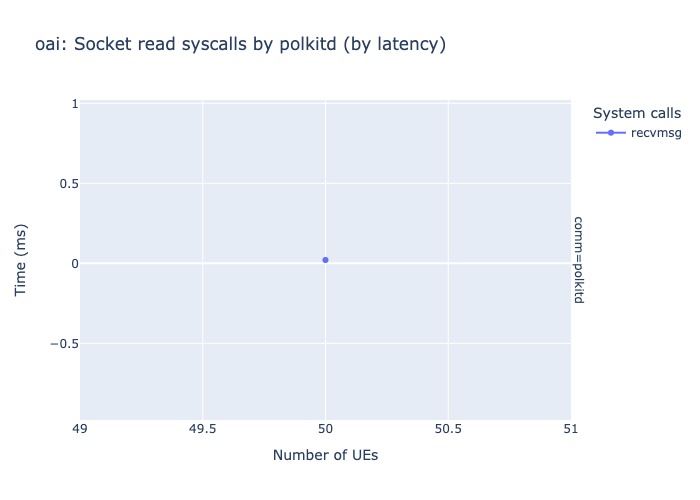 oai: Socket read syscalls by polkitd (by latency)
System calls
recvmsg
1
0.5
0
−0.5
Time (ms)
comm=polkitd
49
49.5
50
50.5
51
Number of UEs